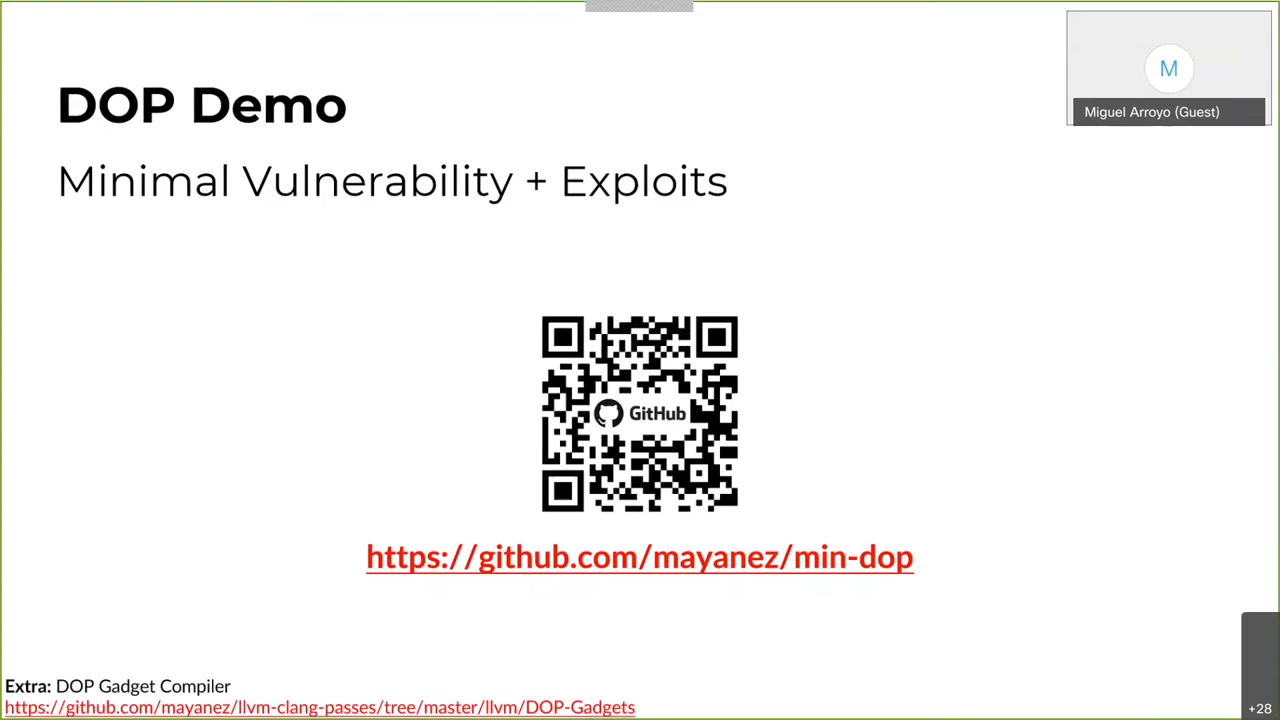 DOP Demo
Minimal Vulnerability + Exploits
M
Miguel Arroyo (Guest)
GitHub
https://github.com/mayanez/min-dop
Extra: DOP Gadget Compiler
https://github.com/mayanez/llvm-clang-passes/tree/master/llvm/DOP-Gadgets
+28